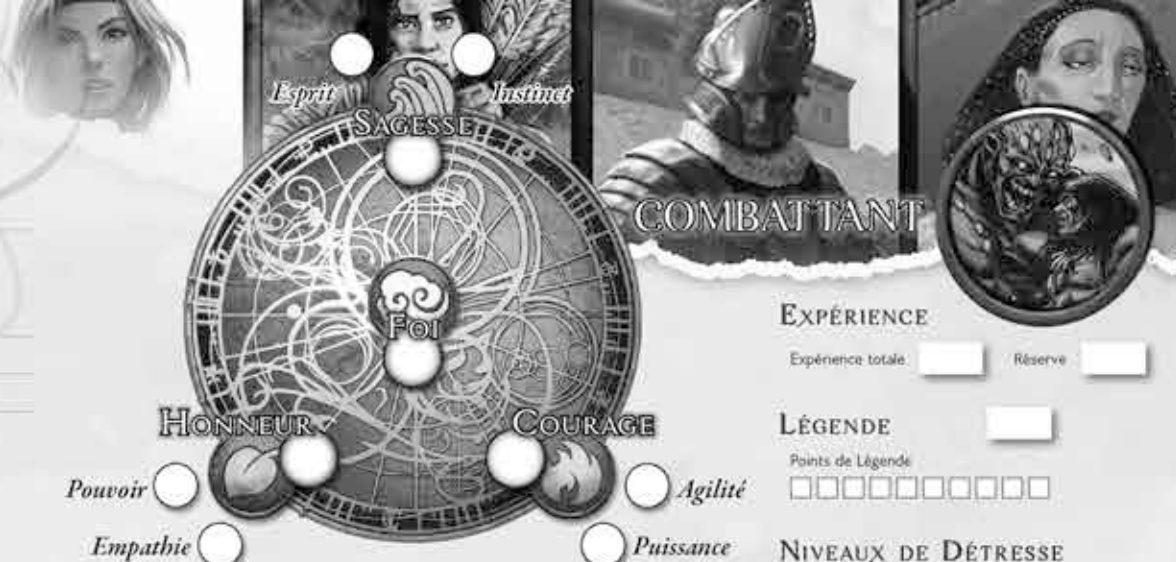 Esprit Instinct
SAGESSE
COMBATTANT
FOI
EXPÉRIENCE
Expérience totale Réserve
HONNEUR COURAGE
LÉGENDE
Points de Légende
Pouvoir Agilité
Empathie Puissance
NIVEAUX DE DÉTRESSE